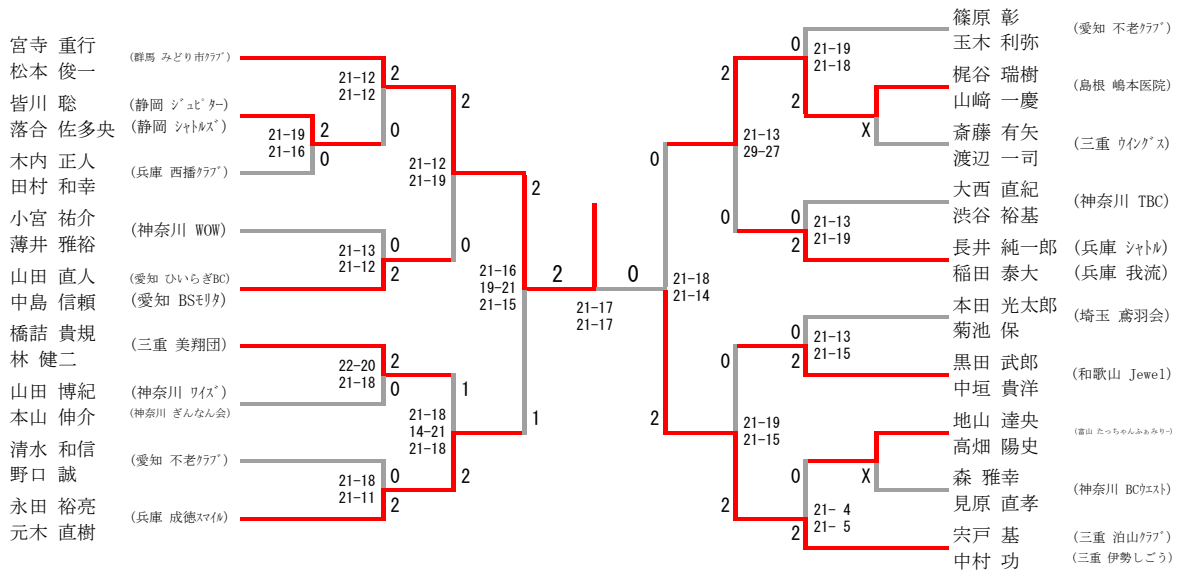 宮寺 重行
松本 俊一
(群馬 みどり市ｸﾗﾌﾞ)
皆川 聡
(静岡 ｼﾞｭﾋﾟﾀｰ)
落合 佐多央
(静岡 ｼｬﾄﾙｽﾞ)
木内 正人
田村 和幸
(兵庫 西播ｸﾗﾌﾞ)
小宮 祐介
薄井 雅裕
(神奈川 WOW)
山田 直人
(愛知 ひいらぎBC)
中島 信頼
(愛知 BSﾓﾘﾀ)
橋詰 貴規
林 健二
(三重 美翔団)
山田 博紀
(神奈川 ﾜｲｽﾞ)
本山 伸介
(神奈川 ぎんなん会)
清水 和信
野口 誠
(愛知 不老ｸﾗﾌﾞ)
永田 裕亮
元木 直樹
(兵庫 成徳ｽﾏｲﾙ)
21-12
21-12
2
0
21-19
21-16
2
0
21-12
21-19
2
0
21-13
21-12
0
2
21-16
19-21
21-15
2
1
22-20
21-18
2
0
21-18
14-21
21-18
1
2
21-18
21-11
0
2
2
0
21-17
21-17
21-18
21-14
0
2
21-13
29-27
2
0
21-19
21-18
0
2
X
21-13
21-19
0
2
21-19
21-15
0
2
21-13
21-15
0
2
X
21- 4
21- 5
0
2
篠原 彰
玉木 利弥
(愛知 不老ｸﾗﾌﾞ)
梶谷 瑞樹
山﨑 一慶
(島根 嶋本医院)
斎藤 有矢
渡辺 一司
(三重 ｳｲﾝｸﾞｽ)
大西 直紀
渋谷 裕基
(神奈川 TBC)
長井 純一郎
(兵庫 ｼｬﾄﾙ)
稲田 泰大
(兵庫 我流)
本田 光太郎
菊池 保
(埼玉 鳶羽会)
黒田 武郎
中垣 貴洋
(和歌山 Jewel)
地山 達央
高畑 陽史
(富山 たっちゃんふぁみりー)
森 雅幸
見原 直孝
(神奈川 BCｳｴｽﾄ)
宍戸 基
(三重 泊山ｸﾗﾌﾞ)
中村 功
(三重 伊勢しごう)